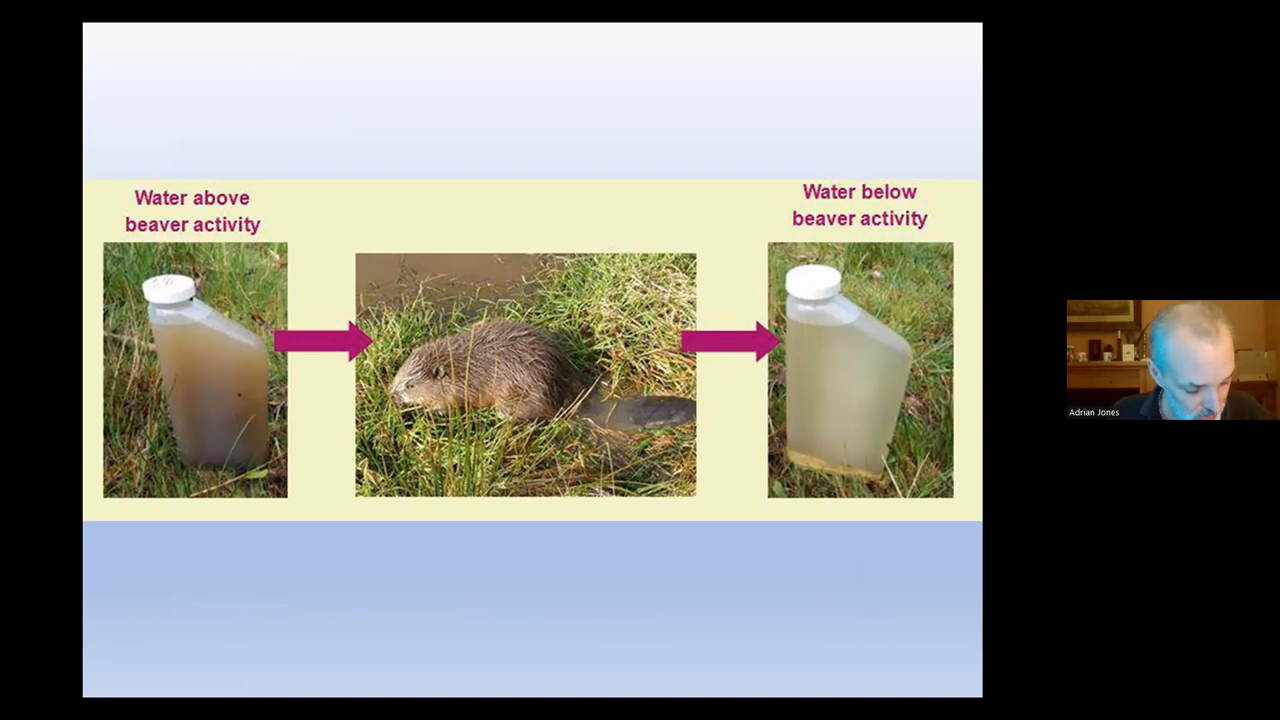 Water above
beaver activity
Water below
beaver activity
Adrian Jones